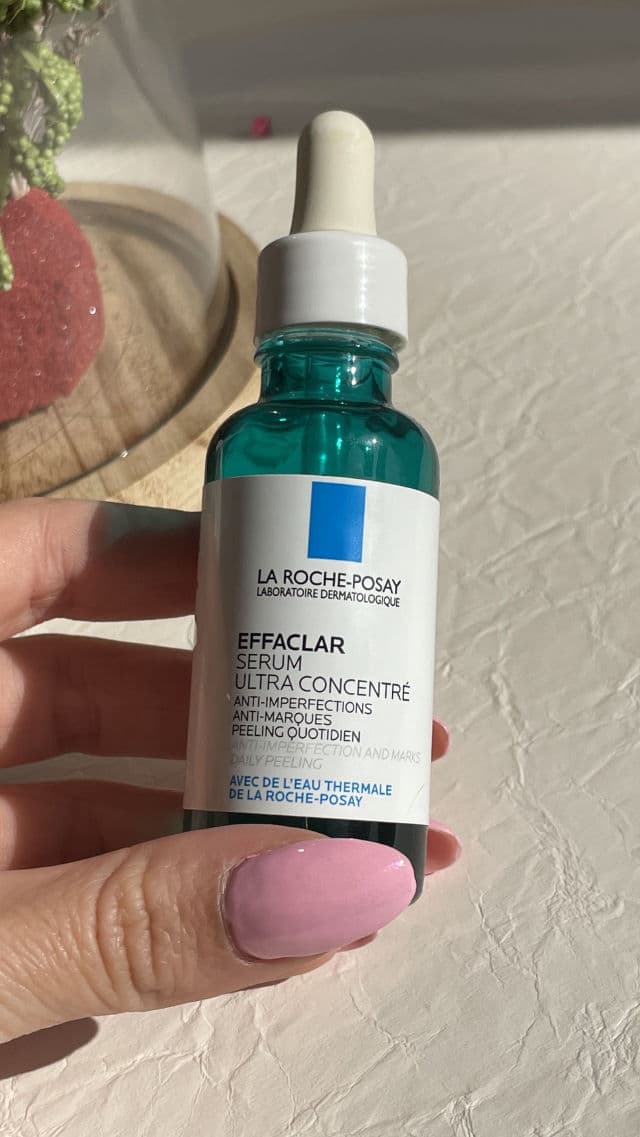 LA ROCHE-POSAY
LABORATOIRE DERMATOLOGIQUE
EFFACLAR
SERUM
ULTRA CONCENTRÉ
ANTI-IMPERFECTIONS
ANTI-MARQUES
PEELING QUOTIDIEN
ANTI-IMPERFECTION AND MARKS
DAILY PEELING
AVEC DE L'EAU THERMALE
DE LA ROCHE-POSAY